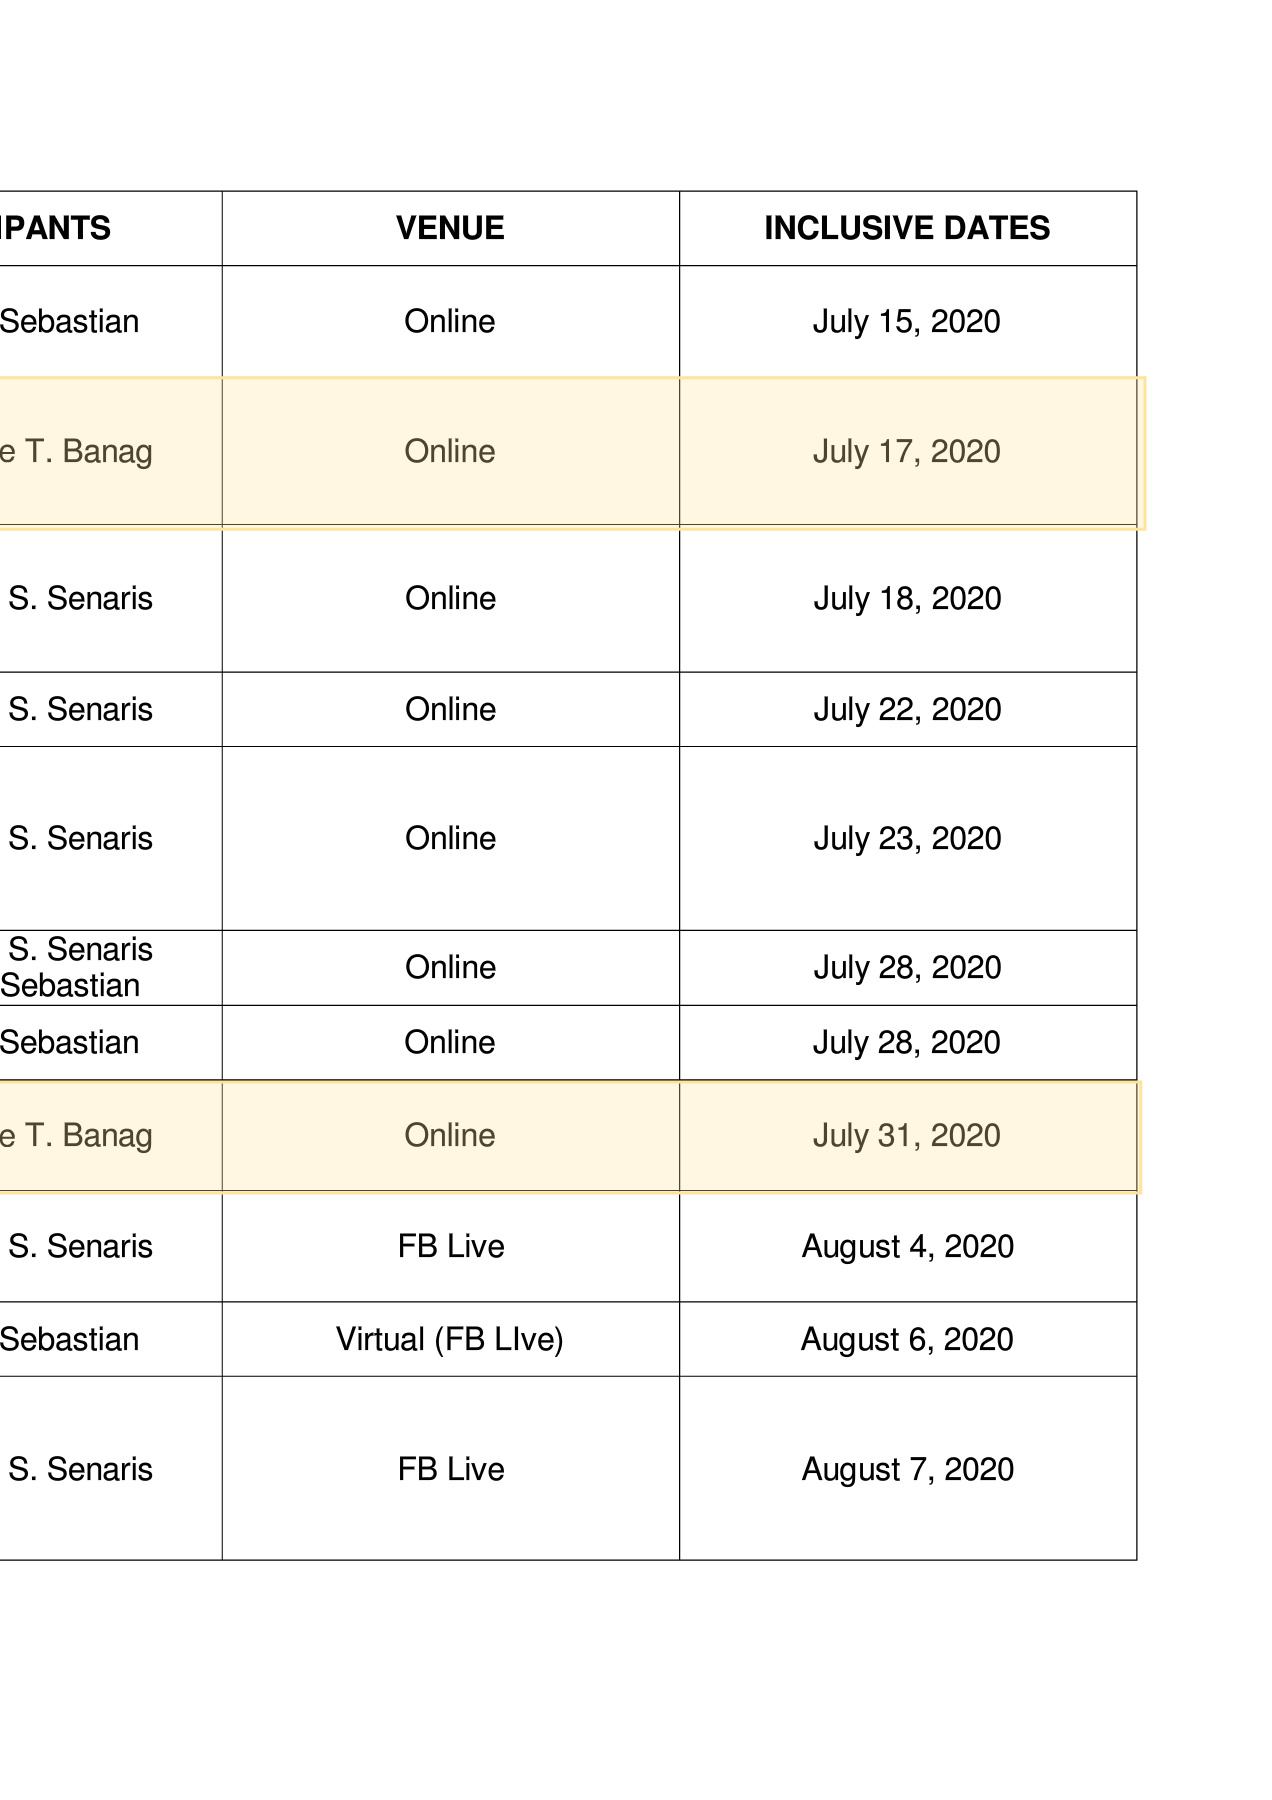 IPANTS VENUE INCLUSIVE DATES
Sebastian Online July 15, 2020
e T. Banag Online July 17, 2020
S. Senaris Online July 18, 2020
S. Senaris Online July 22, 2020
S. Senaris Online July 23, 2020
S. Senaris
Sebastian Online July 28, 2020
Sebastian Online July 28, 2020
e T. Banag Online July 31, 2020
S. Senaris FB Live August 4, 2020
Sebastian Virtual (FB LIve) August 6, 2020
S. Senaris FB Live August 7, 2020